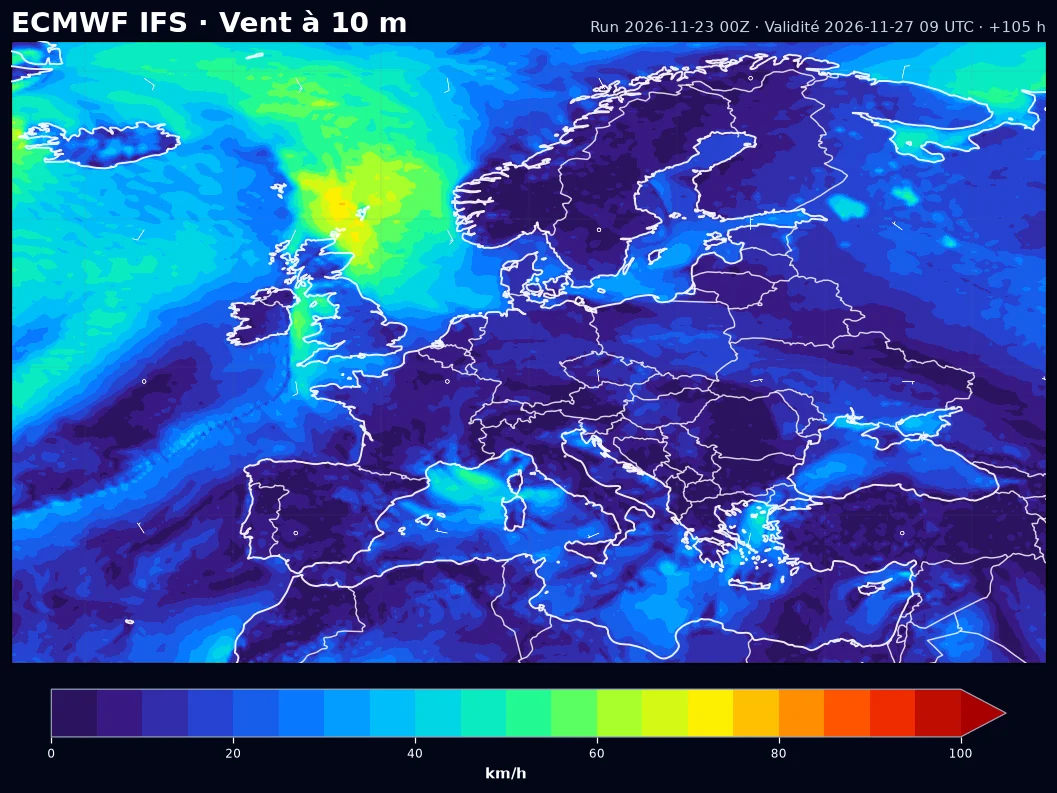 ECMWF IFS · Vent à 10 m
Run 2026-11-23 00Z · Validité 2026-11-27 09 UTC · +105 h
0 20 40 60 80 100
km/h